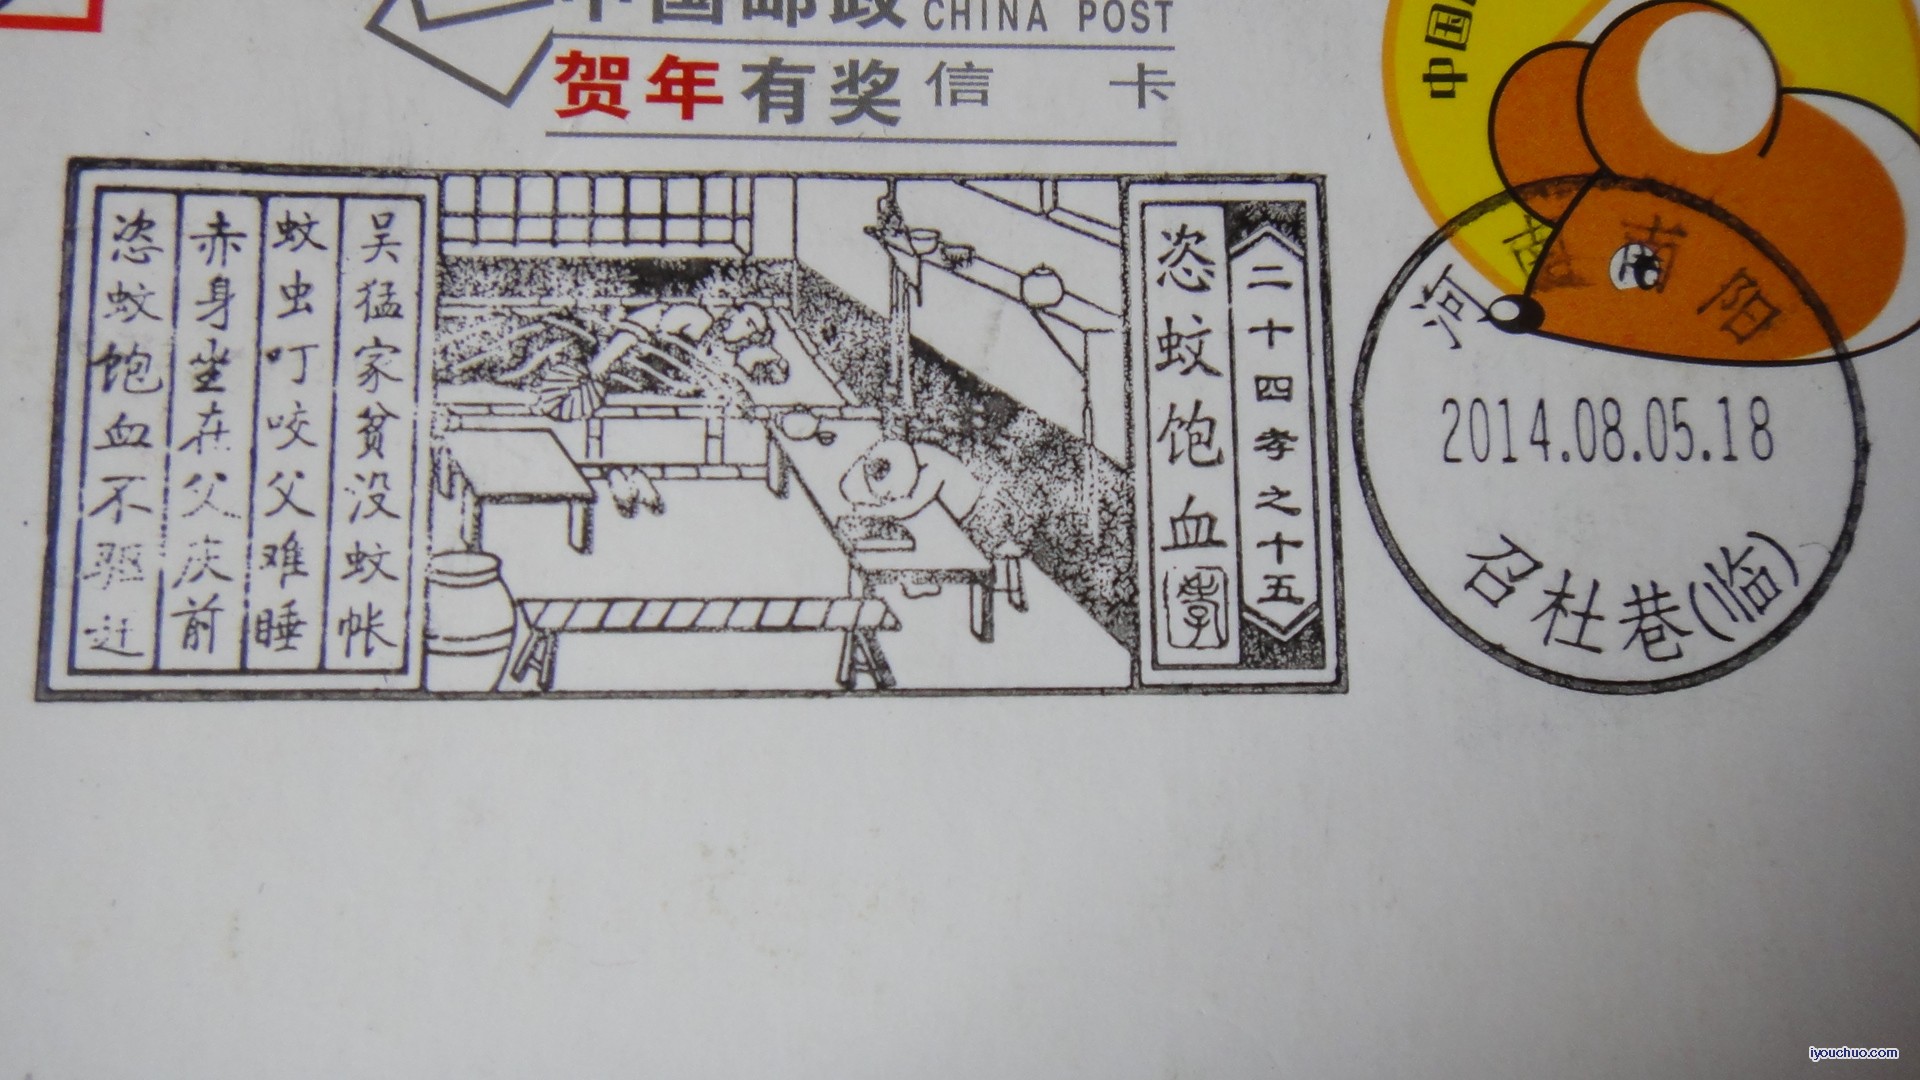 中国邮政 CHINA POST
贺年有奖信 卡
中国
二十四孝之十五
恣蚊饱血
孝
吴猛家贫没蚊帐
蚊虫叮咬父难睡
赤身坐在父床前
恣蚊饱血不驱赶
河南南阳
2014.08.05.18
召杜巷(临)
iyouchuo.com